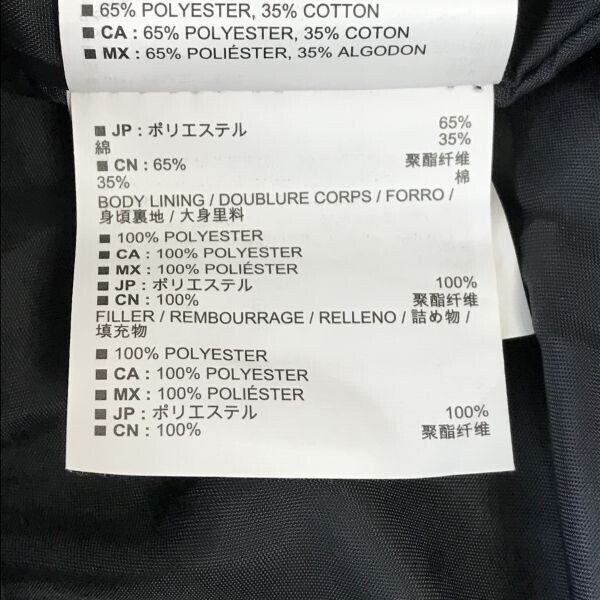 ■ 65% POLYESTER, 35% COTTON
■ CA : 65% POLYESTER, 35% COTON
■ MX : 65% POLIÉSTER, 35% ALGODON
■ JP : ポリエステル 65%
綿 35%
■ CN : 65% 聚酯纤维
35% 棉
BODY LINING / DOUBLURE CORPS / FORRO /
身頃裏地 / 大身里料
■ 100% POLYESTER
■ CA : 100% POLYESTER
■ MX : 100% POLIÉSTER
■ JP : ポリエステル 100%
■ CN : 100% 聚酯纤维
FILLER / REMBOURRAGE / RELLENO / 詰め物 /
填充物
■ 100% POLYESTER
■ CA : 100% POLYESTER
■ MX : 100% POLIÉSTER
■ JP : ポリエステル 100%
■ CN : 100% 聚酯纤维